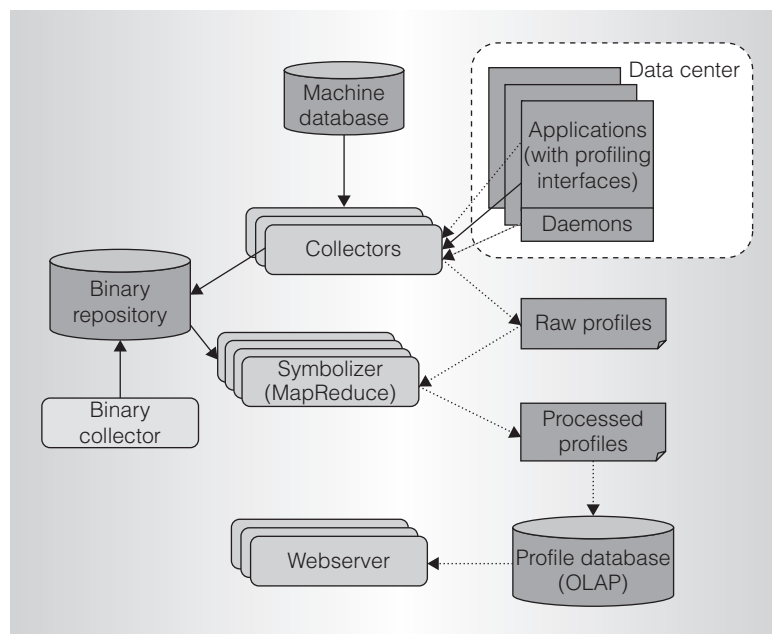 Machine
database
Data center
Applications
(with profiling
interfaces)
Daemons
Collectors
Binary
repository
Raw profiles
Symbolizer
(MapReduce)
Binary
collector
Processed
profiles
Webserver
Profile database
(OLAP)